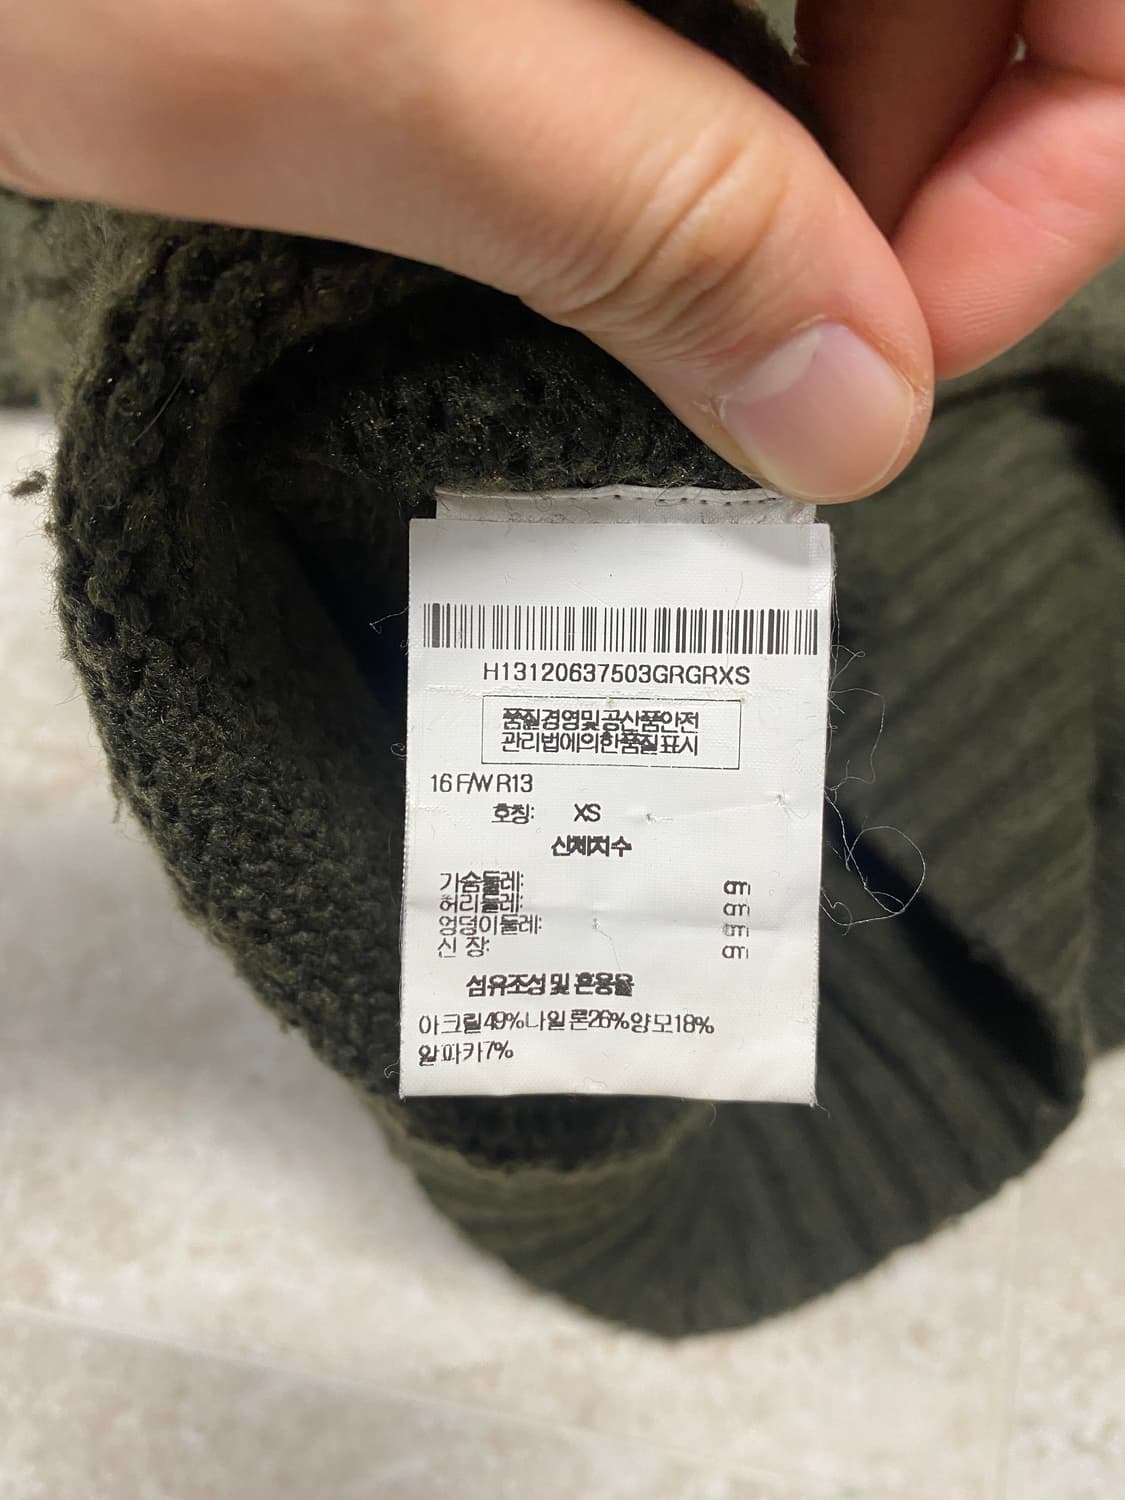 H13120637503GRGRXS
품질경영및공산품안전
관리법에의한품질표시
16 F/W R13
호칭: XS
신체치수
가슴둘레: cm
허리둘레: cm
엉덩이둘레: cm
신 장: cm
섬유조성 및 혼용율
아크릴49%나일론26%양모18%
알파카7%